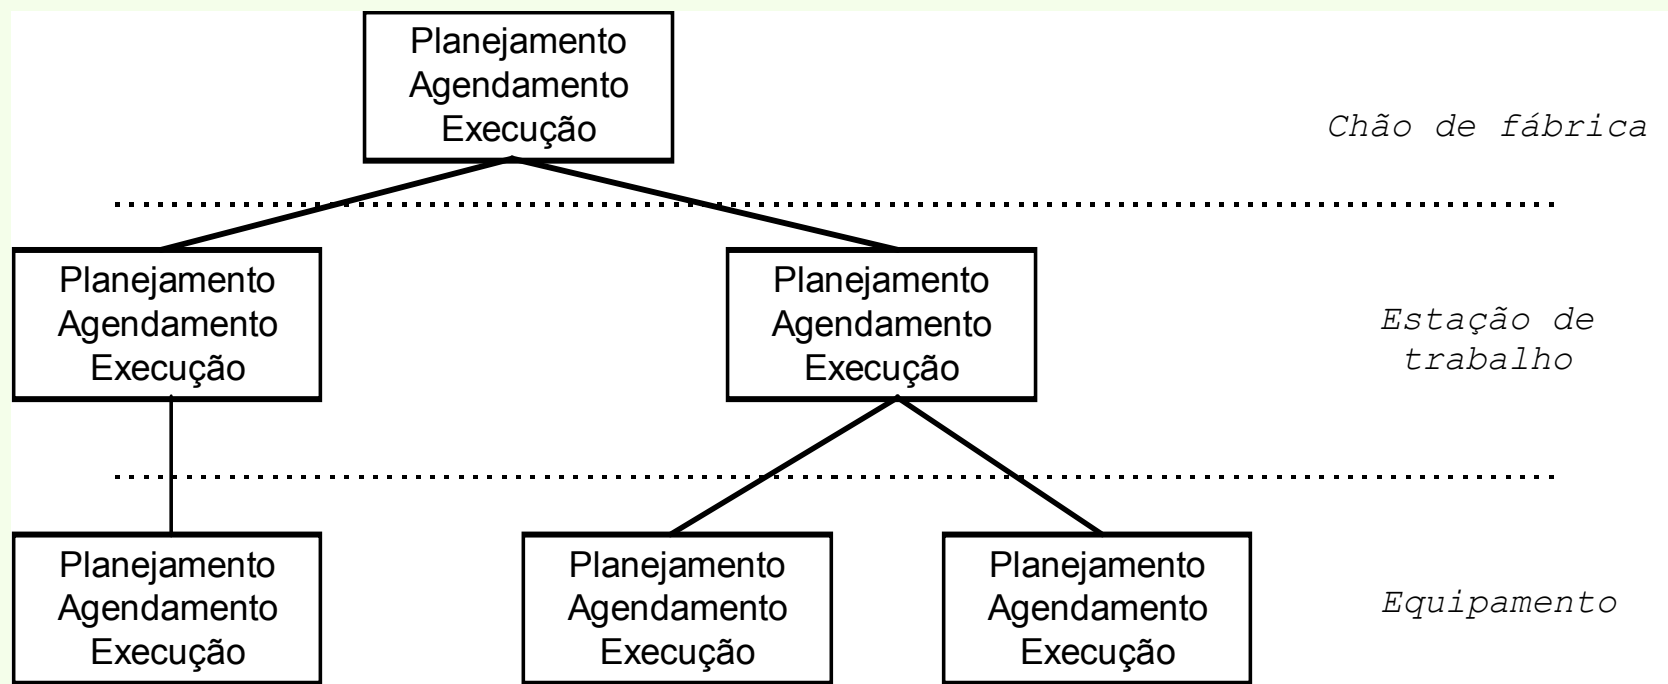 Planejamento
Agendamento
Execução
Chão de fábrica
Planejamento
Agendamento
Execução
Planejamento
Agendamento
Execução
Estação de
trabalho
Planejamento
Agendamento
Execução
Planejamento
Agendamento
Execução
Planejamento
Agendamento
Execução
Equipamento